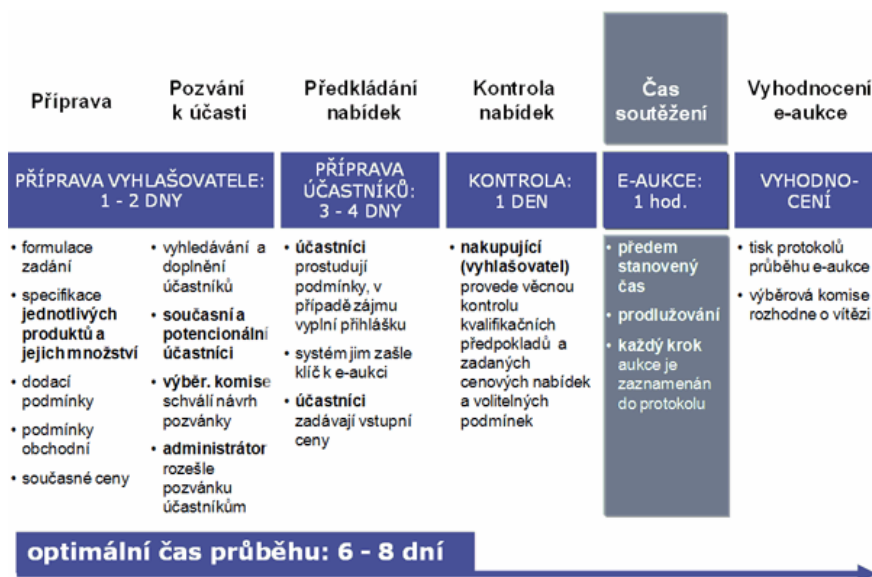 Příprava
Pozvání
k účasti
Předkládání
nabídek
Kontrola
nabídek
Čas
soutěžení
Vyhodnocení
e-aukce
PŘÍPRAVA VYHLAŠOVATELE:
1 - 2 DNY
PŘÍPRAVA
ÚČASTNÍKŮ:
3 - 4 DNY
KONTROLA:
1 DEN
E-AUKCE:
1 hod.
VYHODNO-
CENÍ
• formulace
zadání
• specifikace
jednotlivých
produktů a
jejich množství
• dodací
podmínky
• podmínky
obchodní
• současné ceny
• vyhledávání a
doplnění
účastníků
• současní a
potencionální
účastníci
• výběr. komise
schválí návrh
pozvánky
• administrátor
rozešle
pozvánku
účastníkům
• účastníci
prostudují
podmínky, v
případě zájmu
vyplní přihlášku
• systém jim zašle
klíč k e-aukci
• účastníci
zadávají vstupní
ceny
• nakupující
(vyhlašovatel)
provede věcnou
kontrolu
kvalifikačních
předpokladů a
zadaných
cenových nabídek
a volitelných
podmínek
• předem
stanovený
čas
• prodlužování
• každý krok
aukce je
zaznamenán
do protokolu
• tisk protokolů
průběhu e-aukce
• výběrová komise
rozhodne o vítězi
optimální čas průběhu: 6 - 8 dní